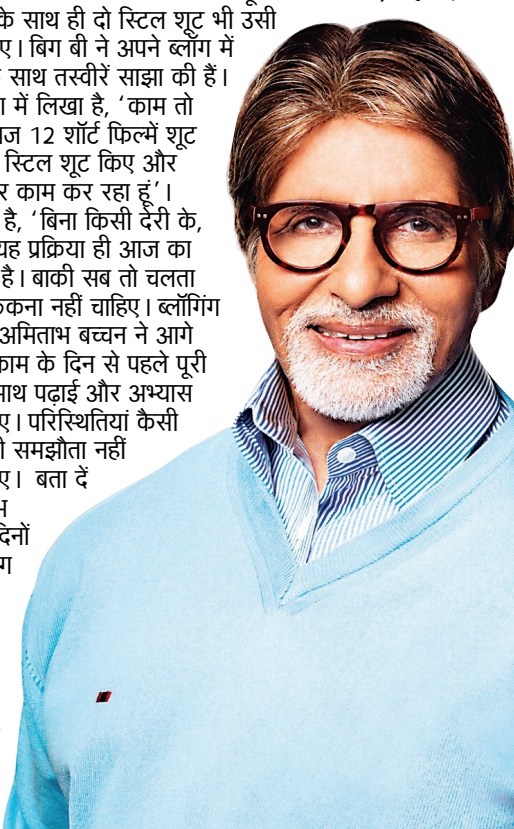 के साथ ही दो स्टिल शूट भी उसी
ए। बिग बी ने अपने ब्लॉग में
साथ तस्वीरें साझा की हैं।
में लिखा है, ‘काम तो
12 शॉर्ट फिल्में शूट
स्टिल शूट किए और
र काम कर रहा हूं’।
है, ‘बिना किसी देरी के,
यह प्रक्रिया ही आज का
है। बाकी सब तो चलता
कना नहीं चाहिए। ब्लॉगिंग
अमिताभ बच्चन ने आगे
काम के दिन से पहले पूरी
साथ पढ़ाई और अभ्यास
ए। परिस्थितियां कैसी
समझौता नहीं
ए। बता दें
दिनों
ग